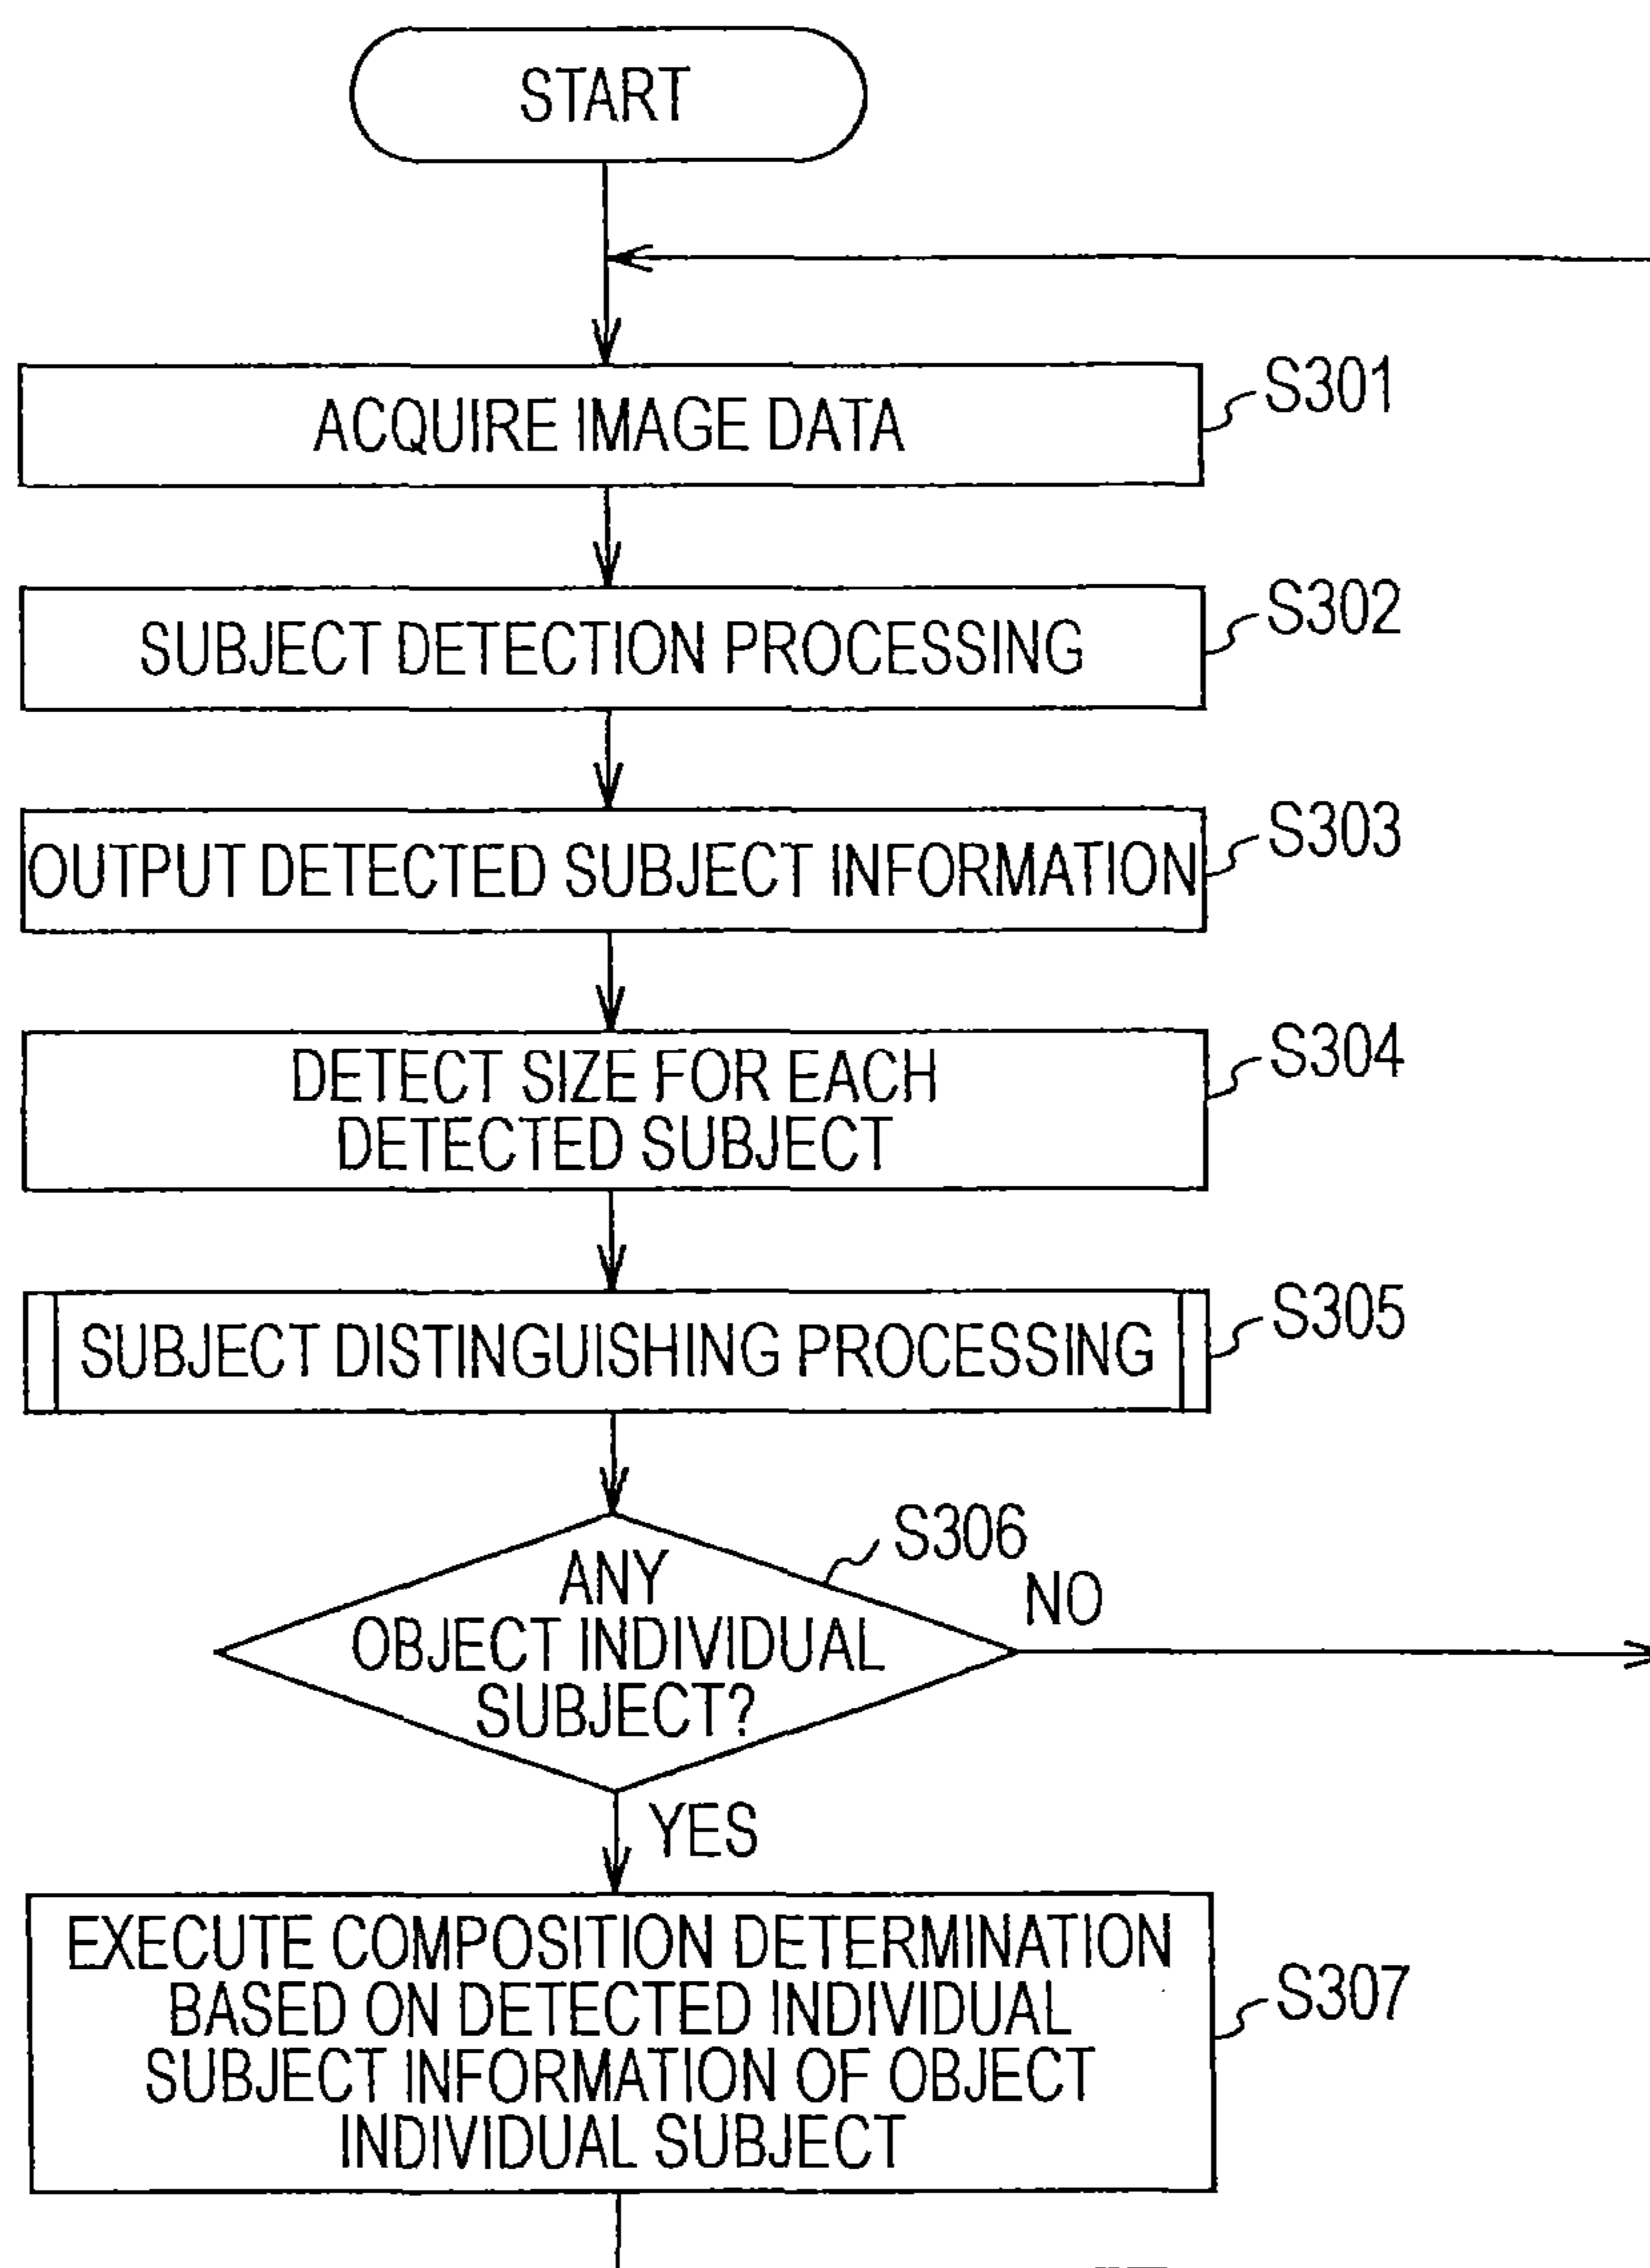 START
ACQUIRE IMAGE DATA
S301
SUBJECT DETECTION PROCESSING
S302
OUTPUT DETECTED SUBJECT INFORMATION
S303
DETECT SIZE FOR EACH
DETECTED SUBJECT
S304
SUBJECT DISTINGUISHING PROCESSING
S305
ANY
OBJECT INDIVIDUAL
SUBJECT?
S306
NO
YES
EXECUTE COMPOSITION DETERMINATION
BASED ON DETECTED INDIVIDUAL
SUBJECT INFORMATION OF OBJECT
INDIVIDUAL SUBJECT
S307